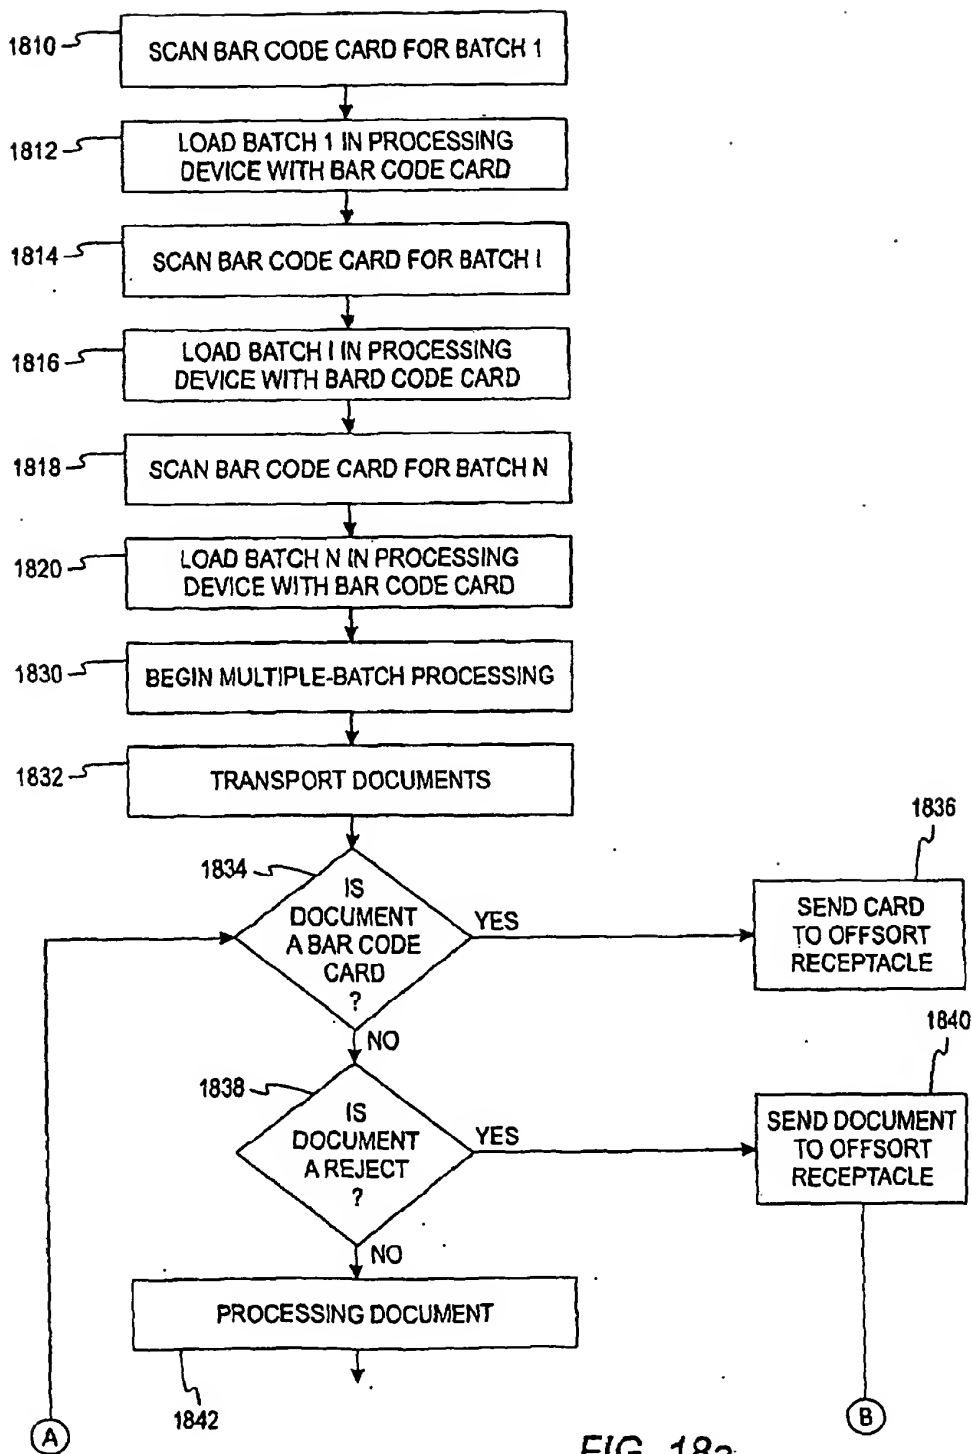 1810
SCAN BAR CODE CARD FOR BATCH 1
1812
LOAD BATCH 1 IN PROCESSING
DEVICE WITH BAR CODE CARD
1814
SCAN BAR CODE CARD FOR BATCH I
1816
LOAD BATCH I IN PROCESSING
DEVICE WITH BARD CODE CARD
1818
SCAN BAR CODE CARD FOR BATCH N
1820
LOAD BATCH N IN PROCESSING
DEVICE WITH BAR CODE CARD
1830
BEGIN MULTIPLE-BATCH PROCESSING
1832
TRANSPORT DOCUMENTS
1834
IS
DOCUMENT
A BAR CODE
CARD
?
YES
1836
SEND CARD
TO OFFSORT
RECEPTACLE
NO
1838
IS
DOCUMENT
A REJECT
?
YES
1840
SEND DOCUMENT
TO OFFSORT
RECEPTACLE
NO
PROCESSING DOCUMENT
1842
A
B
FIG. 18a